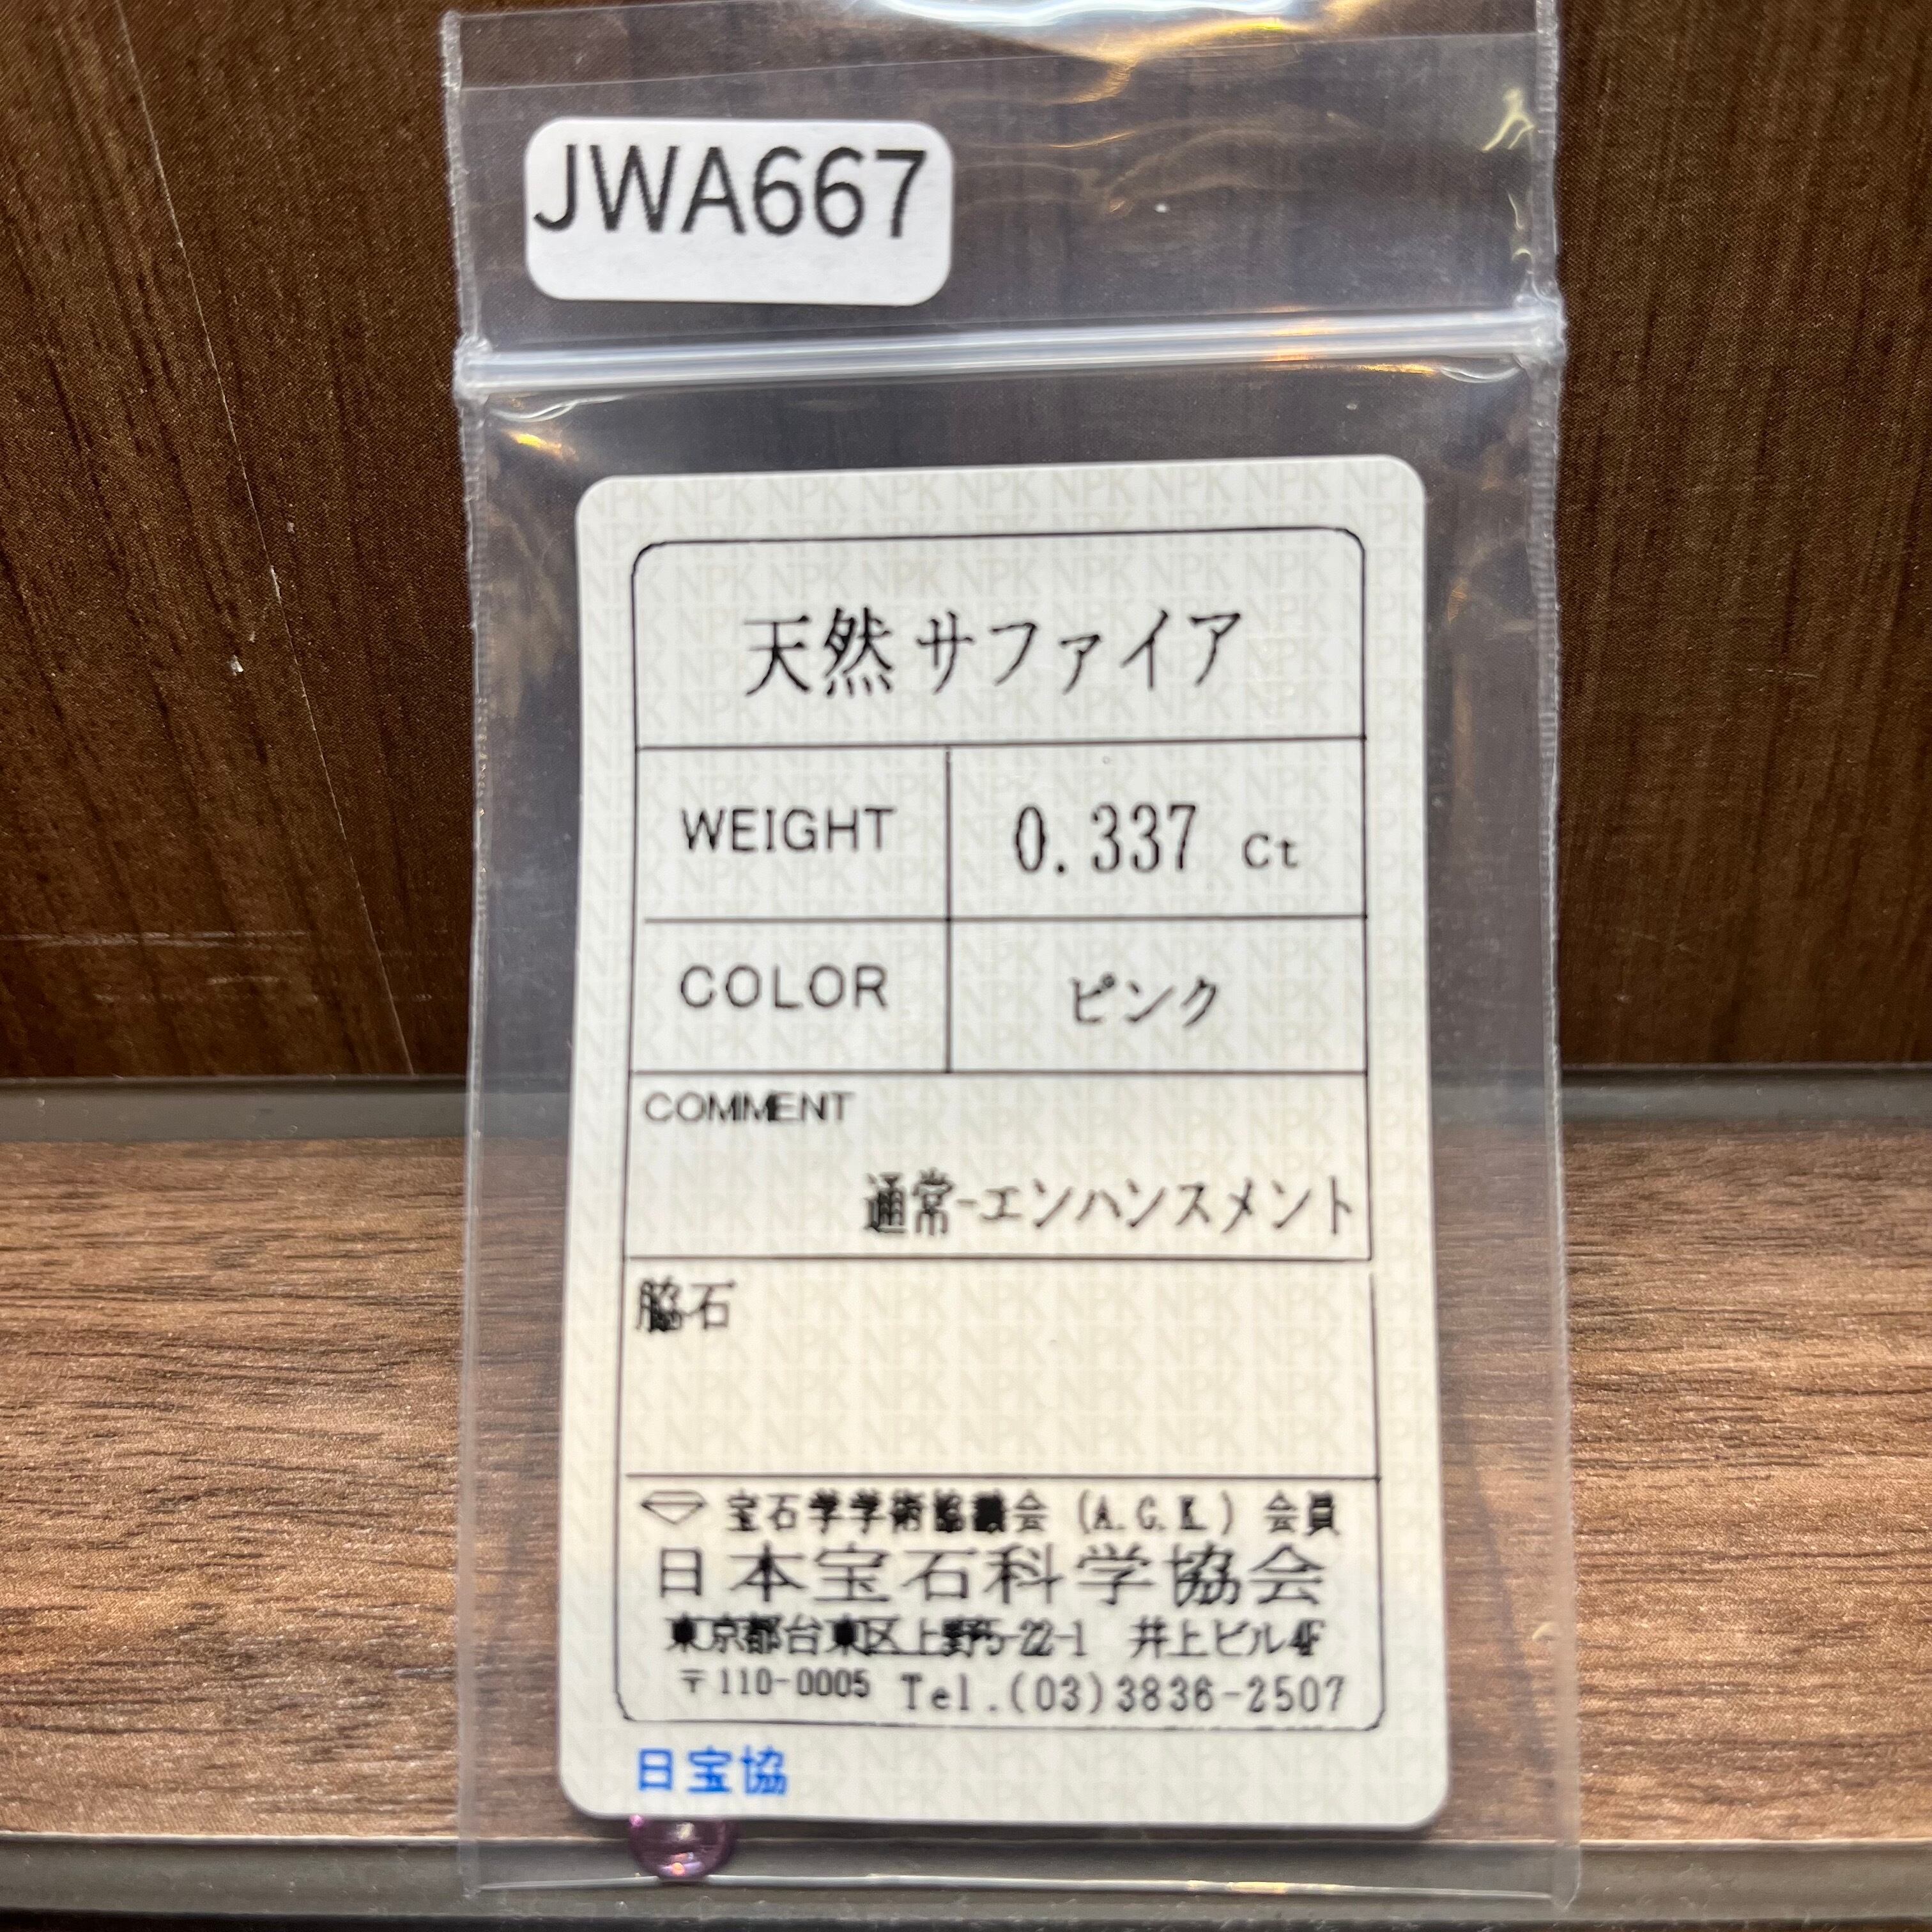 JWA667
天然サファイア
WEIGHT 0.337 Ct
COLOR ピンク
COMMENT
通常-エンハンスメント
脇石
宝石学学術協議会 (A.G.K.) 会員
日本宝石科学協会
東京都台東区上野5-22-1 井上ビル4F
〒110-0005 Tel.(03)3836-2507
日宝協